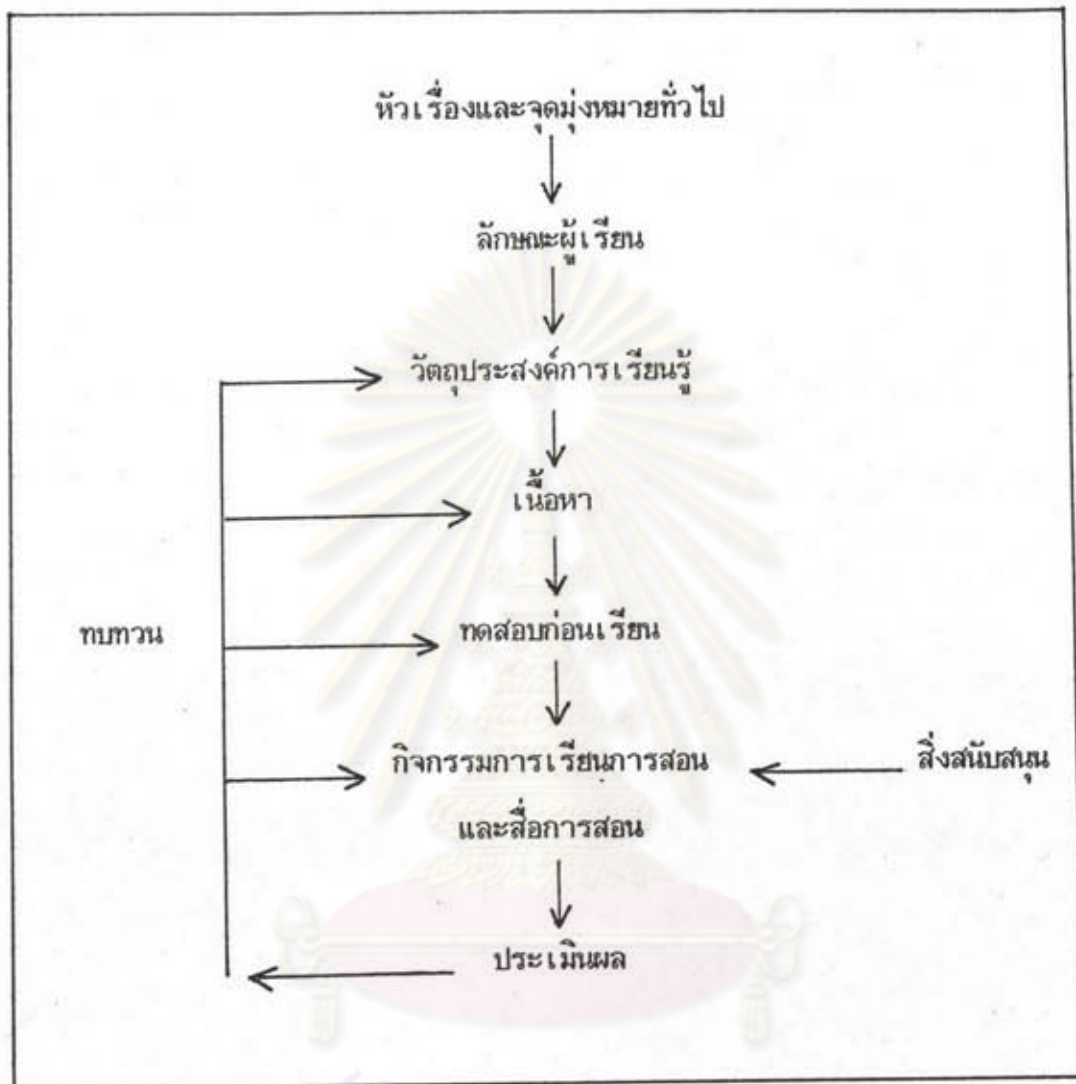 หัวเรื่องและจุดมุ่งหมายทั่วไป
ลักษณะผู้เรียน
วัตถุประสงค์การเรียนรู้
เนื้อหา
ทบทวน
ทดสอบก่อนเรียน
กิจกรรมการเรียนการสอน
สิ่งสนับสนุน
และสื่อการสอน
ประเมินผล